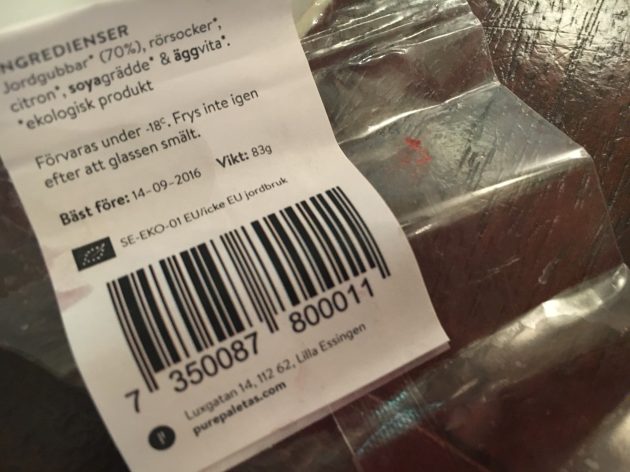 NGREDIENSER
Jordgubbar* (70%), rörsocker*,
citron*, soyagrädde* & äggvita*.
*ekologisk produkt
Förvaras under -18c. Frys inte igen
efter att glassen smält.
Bäst före: 14-09-2016 Vikt: 83g
SE-EKO-01 EU/icke EU jordbruk
7 350087 800011
Luxgatan 14, 112 62, Lilla Essingen
purepaletas.com